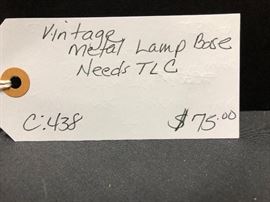 Vintage
Metal Lamp Base
Needs TLC
C:438 $75.00